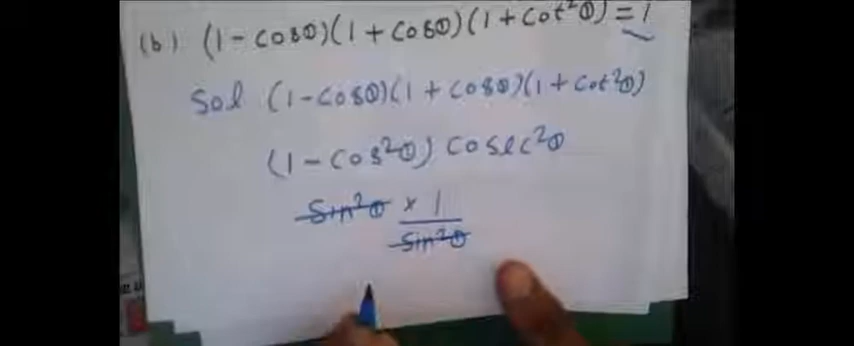 (b) (1 - cosθ)(1 + cosθ)(1 + cot²θ) = 1
Sol (1 - cosθ)(1 + cosθ)(1 + cot²θ)
(1 - cos²θ) cosec²θ
sin²θ × 1
sin²θ